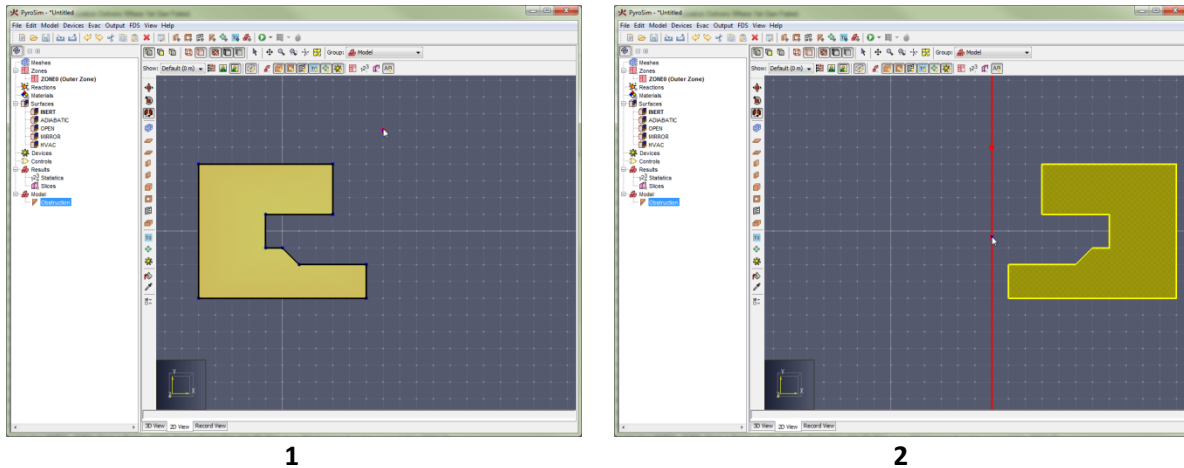 PyroSim - *Untitled
File Edit Model Devices Evac Output FDS View Help
Group: Model
Show: Default (0 m)
Meshes
Zones
ZONE0 (Outer Zone)
Reactions
Materials
Surfaces
INERT
ADIABATIC
OPEN
MIRROR
HVAC
Devices
Controls
Results
Statistics
Slices
Model
Obstruction
Y
X
3D View 2D View Record View
1
PyroSim - *Untitled
File Edit Model Devices Evac Output FDS View Help
Group: Model
Show: Default (0 m)
Meshes
Zones
ZONE0 (Outer Zone)
Reactions
Materials
Surfaces
INERT
ADIABATIC
OPEN
MIRROR
HVAC
Devices
Controls
Results
Statistics
Slices
Model
Obstruction
Y
X
3D View 2D View Record View
2